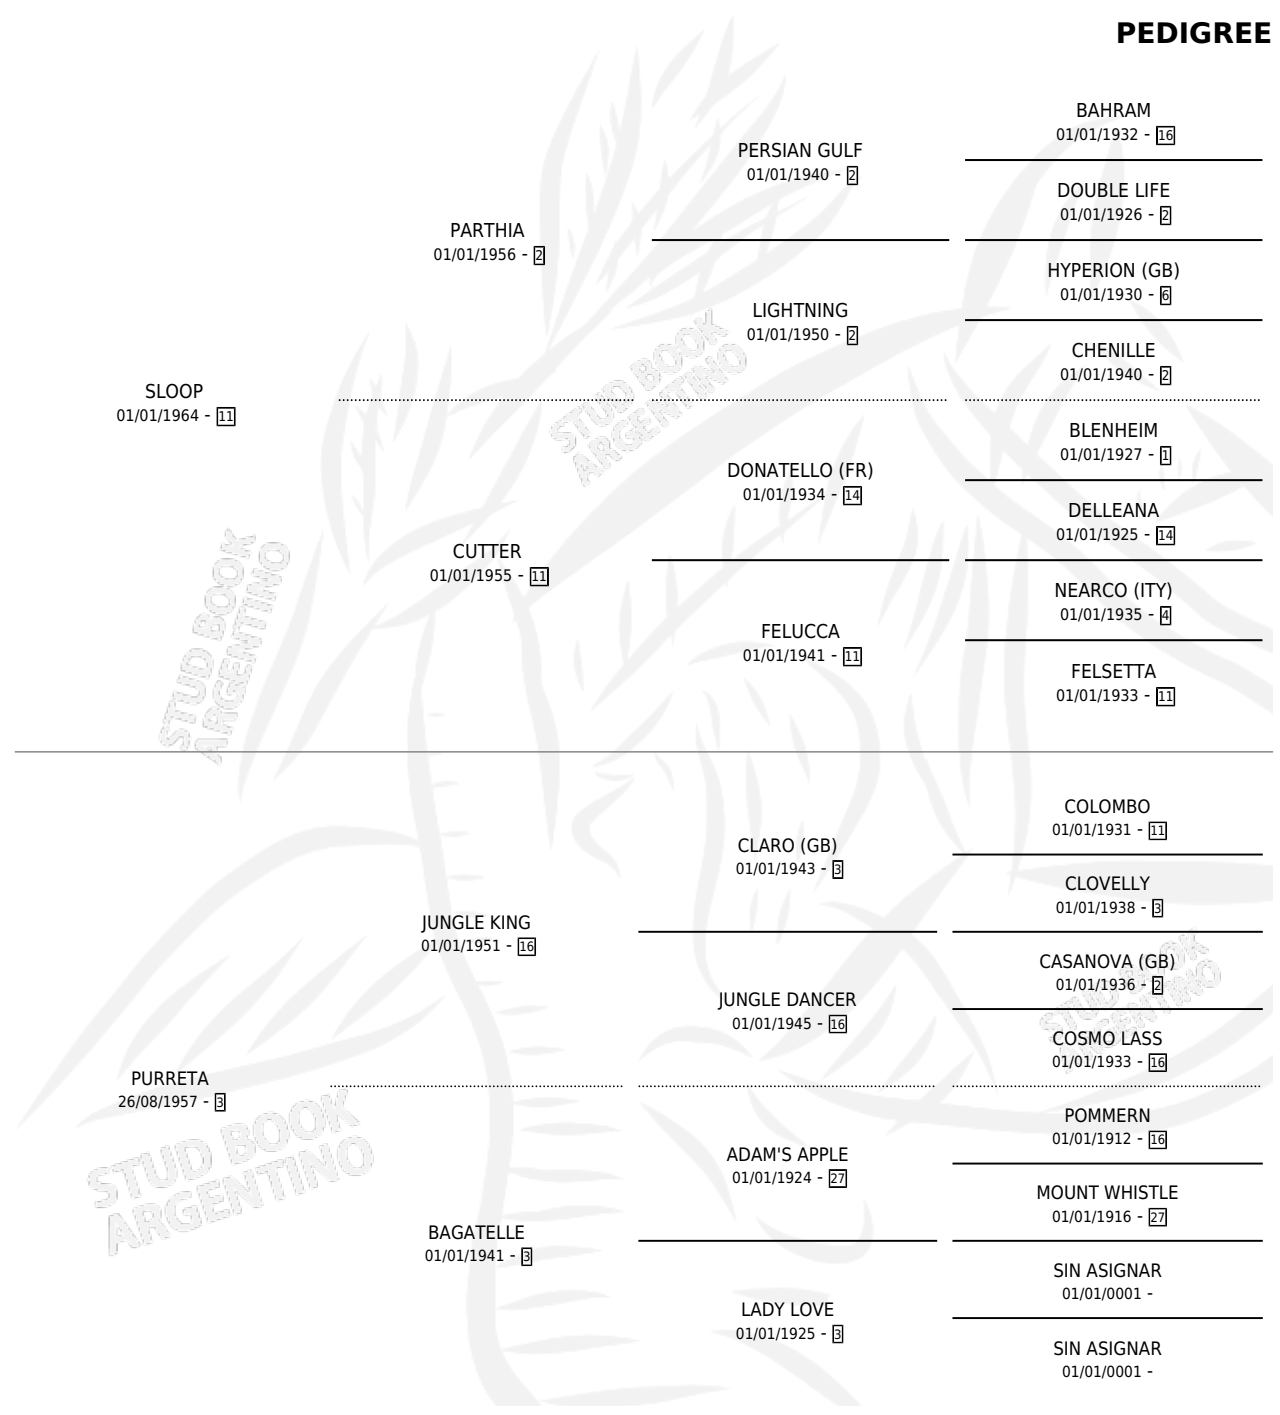 PEDIGREE
BAHRAM
01/01/1932 - 16
PERSIAN GULF
01/01/1940 - 2
DOUBLE LIFE
01/01/1926 - 2
PARTHIA
01/01/1956 - 2
HYPERION (GB)
01/01/1930 - 6
LIGHTNING
01/01/1950 - 2
CHENILLE
01/01/1940 - 2
SLOOP
01/01/1964 - 11
BLENHEIM
01/01/1927 - 1
DONATELLO (FR)
01/01/1934 - 14
DELLEANA
01/01/1925 - 14
CUTTER
01/01/1955 - 11
NEARCO (ITY)
01/01/1935 - 4
FELUCCA
01/01/1941 - 11
FELSETTA
01/01/1933 - 11
COLOMBO
01/01/1931 - 11
CLARO (GB)
01/01/1943 - 3
CLOVELLY
01/01/1938 - 3
JUNGLE KING
01/01/1951 - 16
CASANOVA (GB)
01/01/1936 - 2
JUNGLE DANCER
01/01/1945 - 16
COSMO LASS
01/01/1933 - 16
PURRETA
26/08/1957 - 3
POMMERN
01/01/1912 - 16
ADAM'S APPLE
01/01/1924 - 27
MOUNT WHISTLE
01/01/1916 - 27
BAGATELLE
01/01/1941 - 3
SIN ASIGNAR
01/01/0001 -
LADY LOVE
01/01/1925 - 3
SIN ASIGNAR
01/01/0001 -
STUD BOOK
ARGENTINO
STUD BOOK
ARGENTINO
STUD BOOK
ARGENTINO
STUD BOOK
ARGENTINO